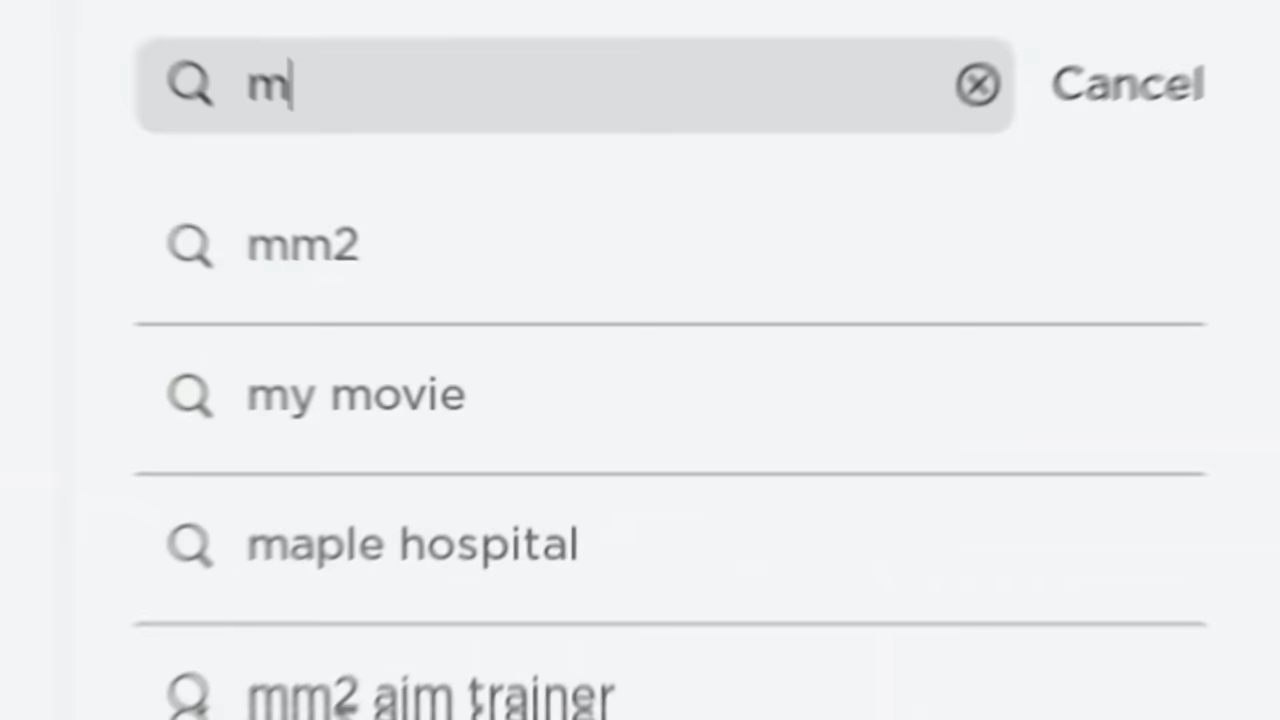 m
Cancel
mm2
my movie
maple hospital
mm2 aim trainer